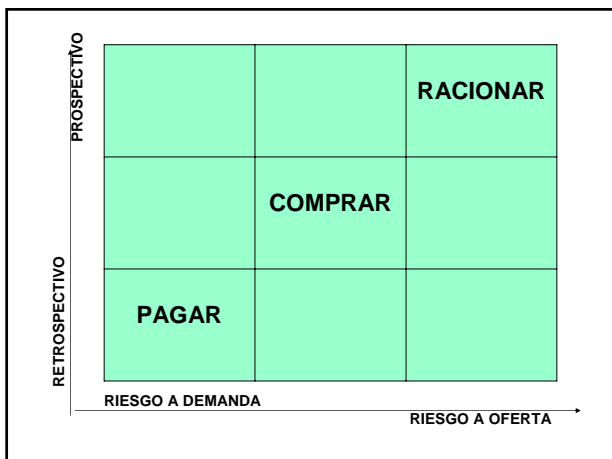 PROSPECTIVO
RACIONAR
COMPRAR
RETROSPECTIVO
PAGAR
RIESGO A DEMANDA
RIESGO A OFERTA